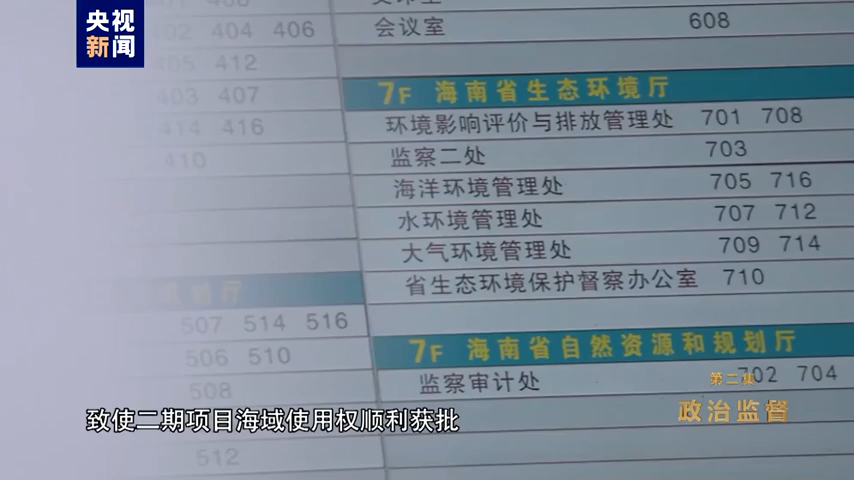 央视
新闻
402 404 406
405 412
403 407
414 416
410
507 514 516
506 510
508
512
会议室 608
7F 海南省生态环境厅
环境影响评价与排放管理处 701 708
监察二处 703
海洋环境管理处 705 716
水环境管理处 707 712
大气环境管理处 709 714
省生态环境保护督察办公室 710
7F 海南省自然资源和规划厅
监察审计处 702 704
第二集
政治监督
致使二期项目海域使用权顺利获批